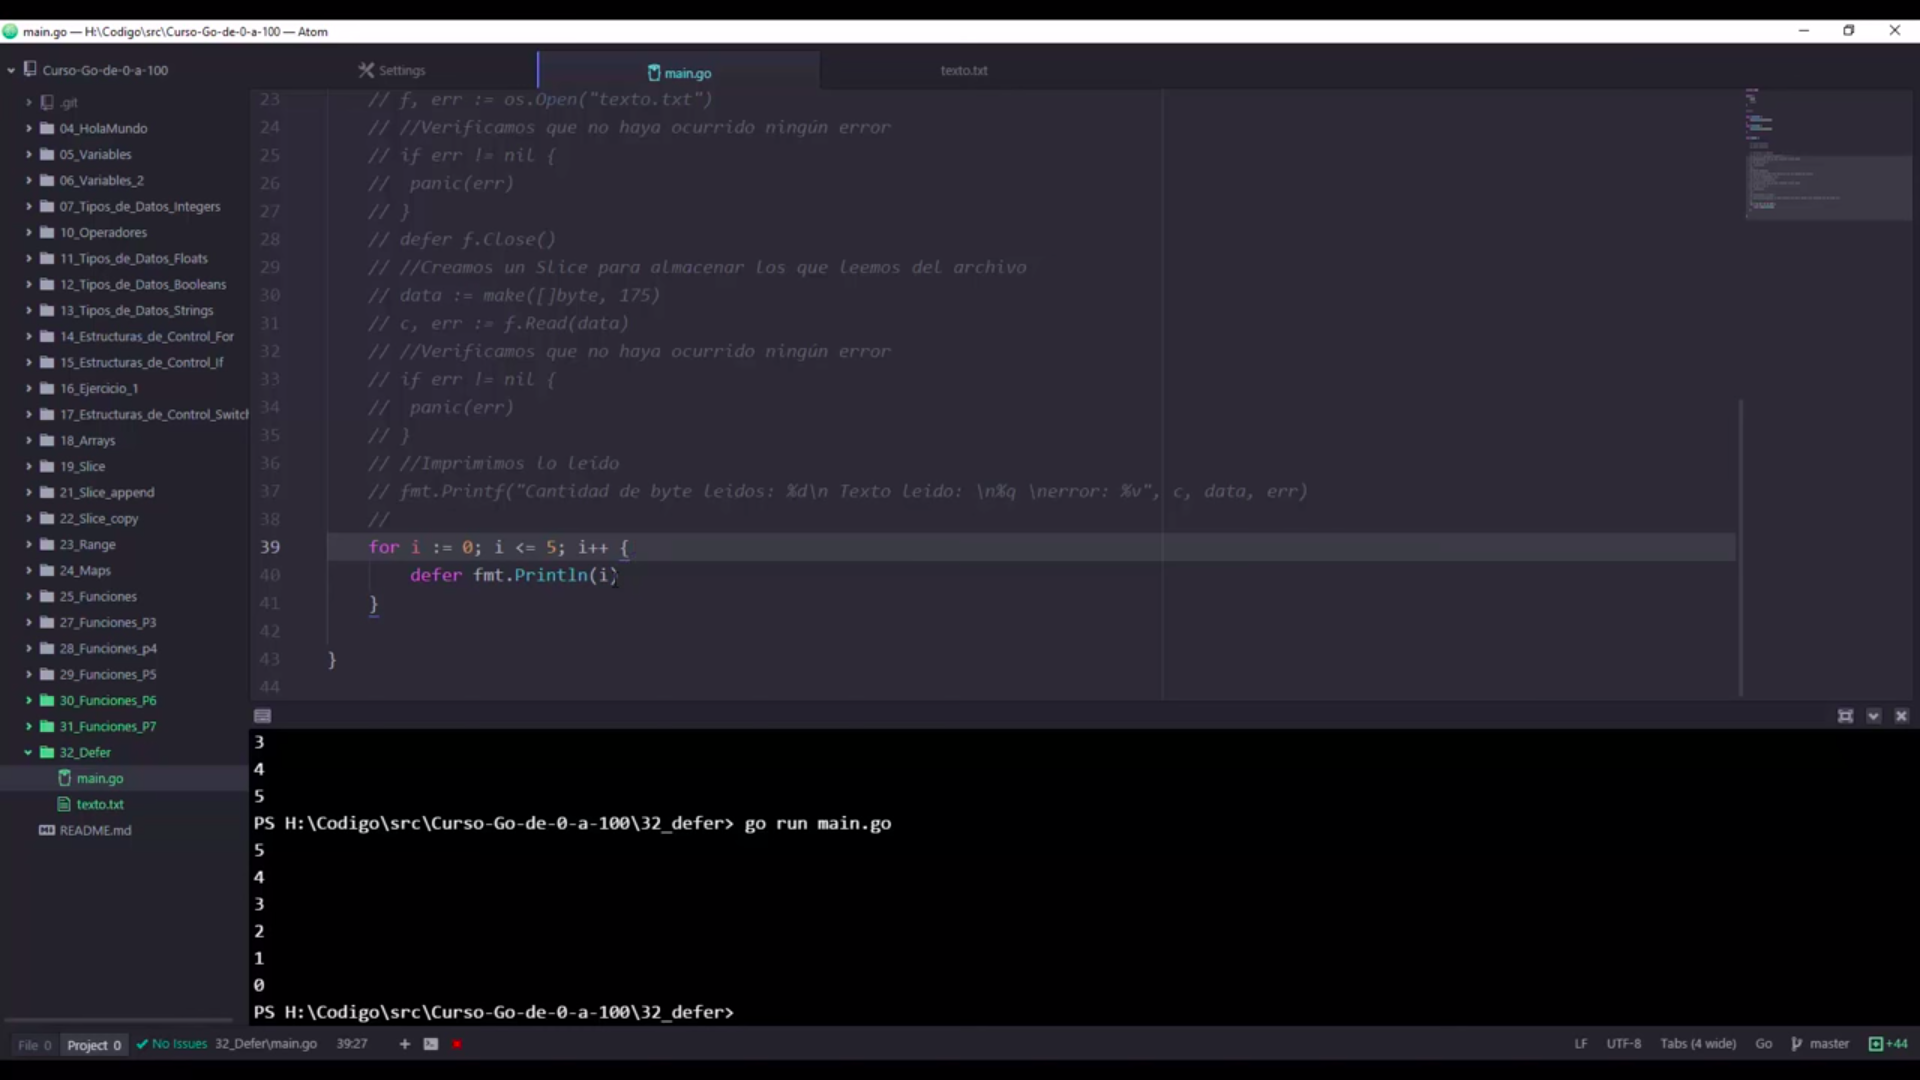 main.go — H:\Codigo\src\Curso-Go-de-0-a-100 — Atom
Curso-Go-de-0-a-100
Settings
main.go
texto.txt
.git
04_HolaMundo
05_Variables
06_Variables_2
07_Tipos_de_Datos_Integers
10_Operadores
11_Tipos_de_Datos_Floats
12_Tipos_de_Datos_Booleans
13_Tipos_de_Datos_Strings
14_Estructuras_de_Control_For
15_Estructuras_de_Control_If
16_Ejercicio_1
17_Estructuras_de_Control_Switch
18_Arrays
19_Slice
21_Slice_append
22_Slice_copy
23_Range
24_Maps
25_Funciones
27_Funciones_P3
28_Funciones_p4
29_Funciones_P5
30_Funciones_P6
31_Funciones_P7
32_Defer
main.go
texto.txt
README.md
23 // f, err := os.Open("texto.txt")
24 // //Verificamos que no haya ocurrido ningún error
25 // if err != nil {
26 // panic(err)
27 // }
28 // defer f.Close()
29 // //Creamos un Slice para almacenar los que leemos del archivo
30 // data := make([]byte, 175)
31 // c, err := f.Read(data)
32 // //Verificamos que no haya ocurrido ningún error
33 // if err != nil {
34 // panic(err)
35 // }
36 // //Imprimimos lo leído
37 // fmt.Printf("Cantidad de byte leidos: %d\n Texto leido: \n%q \nerror: %v", c, data, err)
38 //
39 for i := 0; i <= 5; i++ {
40 defer fmt.Println(i)
41 }
42
43 }
44
3
4
5
PS H:\Codigo\src\Curso-Go-de-0-a-100\32_defer> go run main.go
5
4
3
2
1
0
PS H:\Codigo\src\Curso-Go-de-0-a-100\32_defer>
File 0 Project 0 No Issues 32_Defer\main.go 39:27 + LF UTF-8 Tabs (4 wide) Go master +44